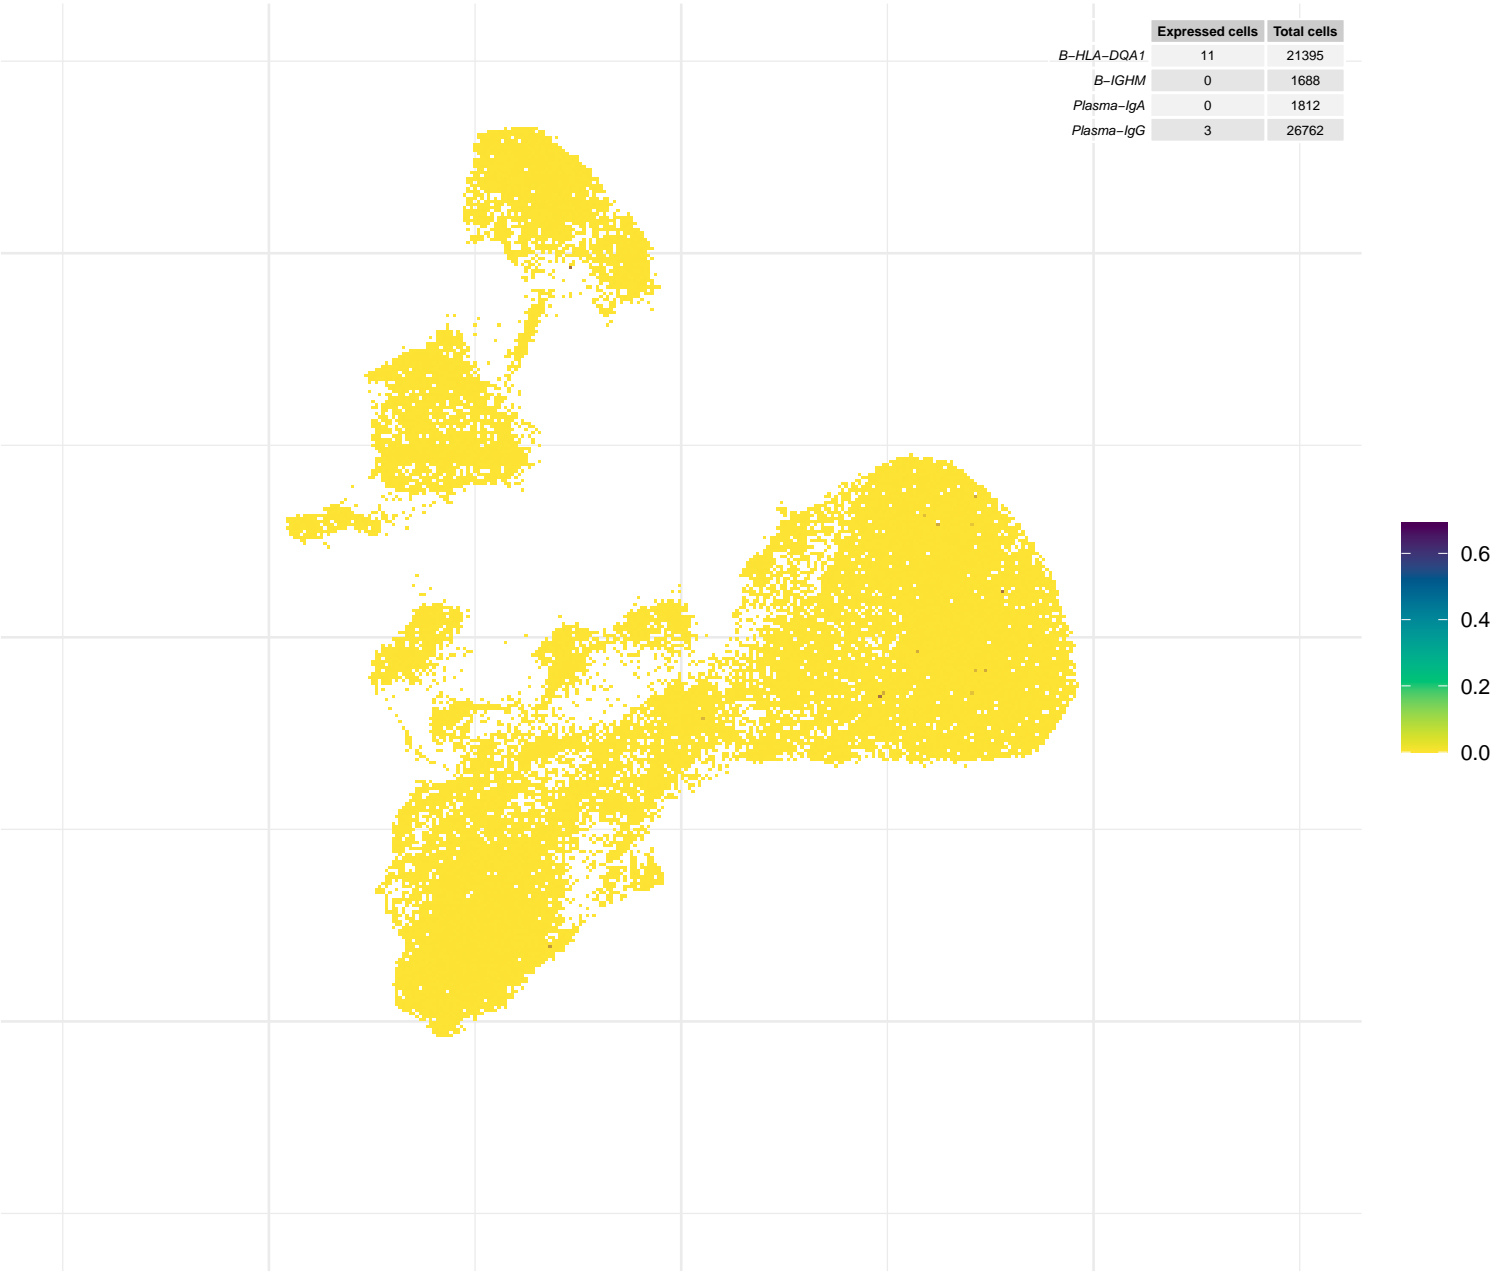 Expressed cells Total cells
B−HLA−DQA1 11 21395
B−IGHM 0 1688
Plasma−IgA 0 1812
Plasma−IgG 3 26762
0.6
0.4
0.2
0.0